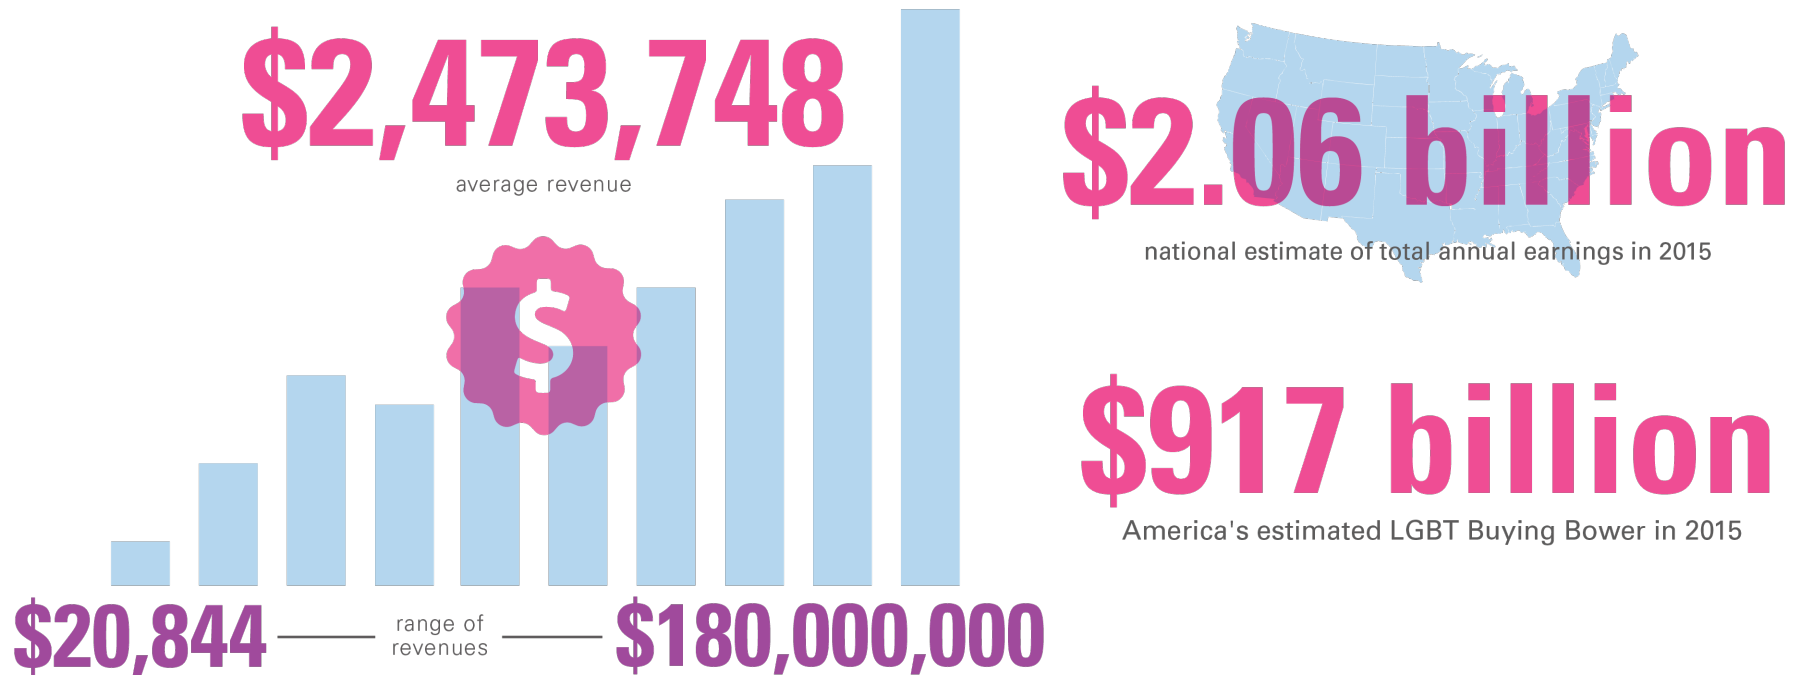 $2,473,748
average revenue
$
$20,844
range of
revenues
$180,000,000
$2.06 billion
national estimate of total annual earnings in 2015
$917 billion
America's estimated LGBT Buying Bower in 2015